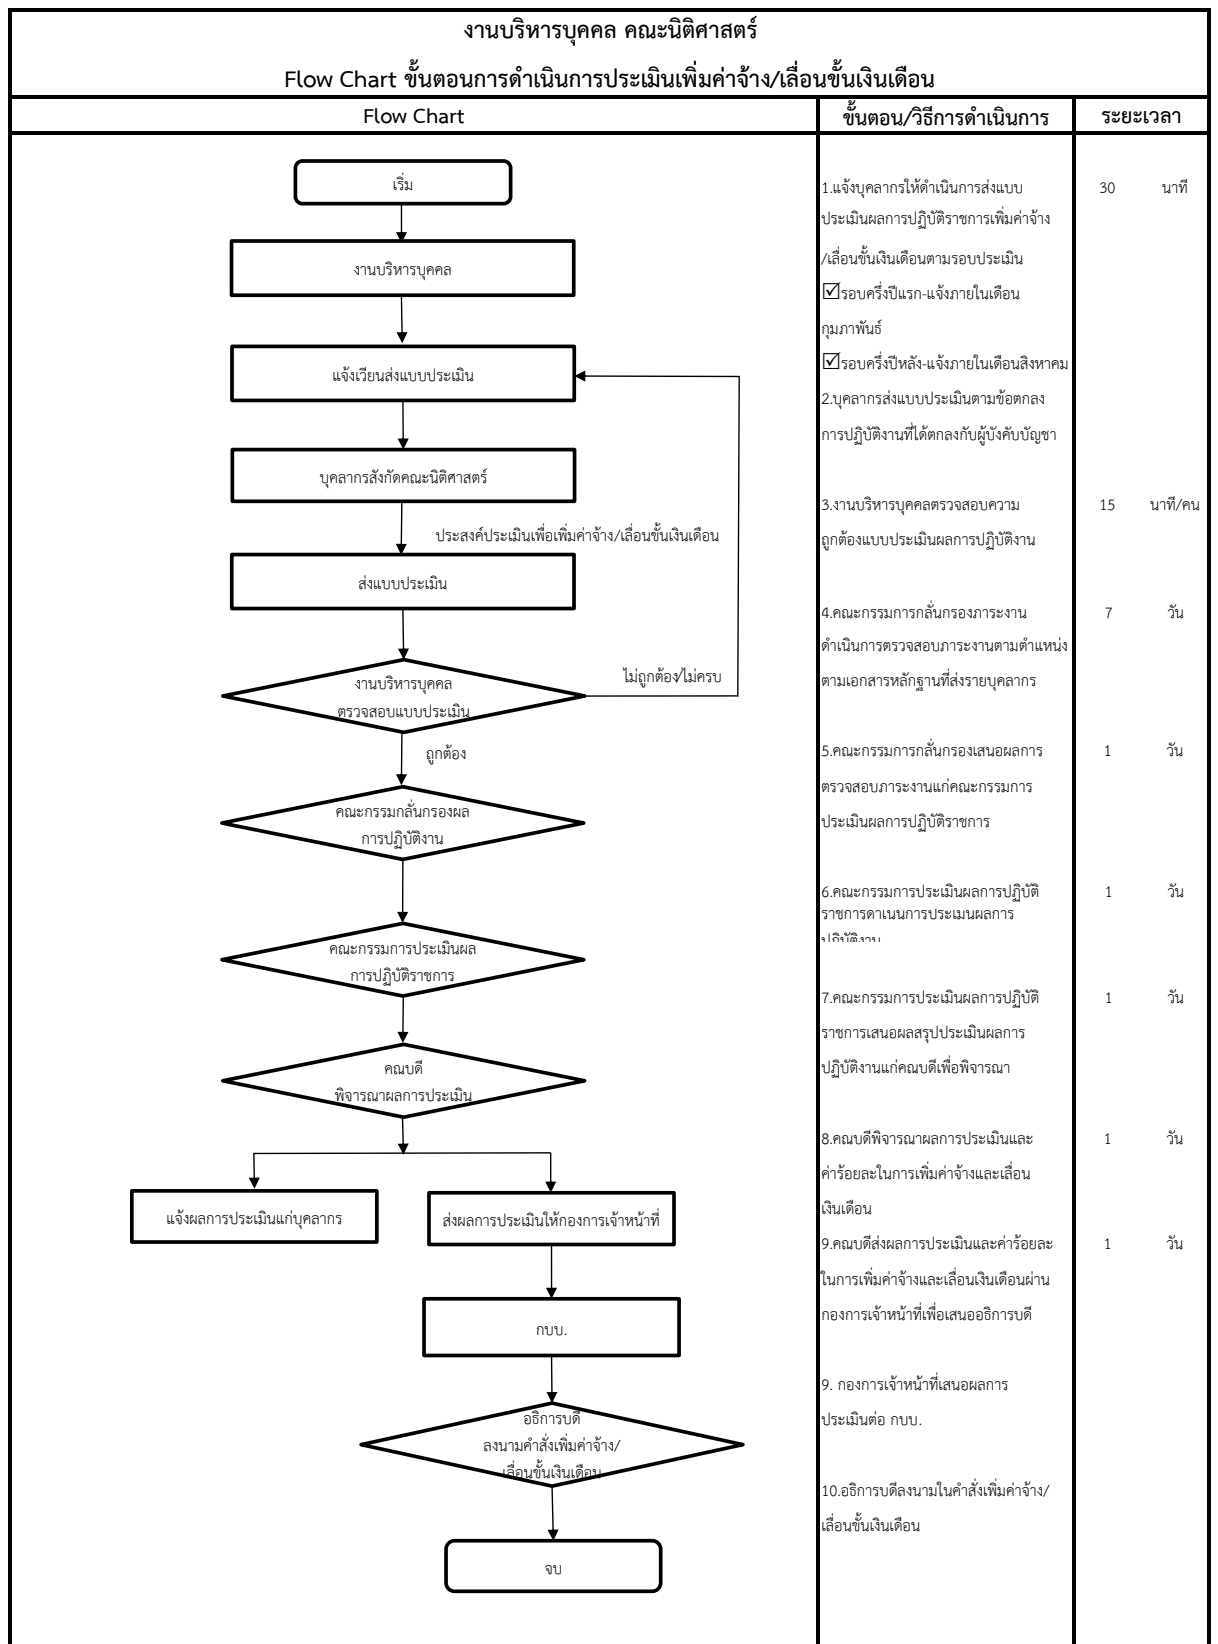 งานบริหารบุคคล คณะนิติศาสตร์
Flow Chart ขั้นตอนการดำเนินการประเมินเพิ่มค่าจ้าง/เลื่อนขั้นเงินเดือน
Flow Chart
ขั้นตอน/วิธีการดำเนินการ
ระยะเวลา
เริ่ม
งานบริหารบุคคล
แจ้งเวียนส่งแบบประเมิน
บุคลากรสังกัดคณะนิติศาสตร์
ประสงค์ประเมินเพื่อเพิ่มค่าจ้าง/เลื่อนขั้นเงินเดือน
ส่งแบบประเมิน
ไม่ถูกต้อง/ไม่ครบ
งานบริหารบุคคล
ตรวจสอบแบบประเมิน
ถูกต้อง
คณะกรรมกลั่นกรองผล
การปฏิบัติงาน
คณะกรรมการประเมินผล
การปฏิบัติราชการ
คณบดี
พิจารณาผลการประเมิน
แจ้งผลการประเมินแก่บุคลากร
ส่งผลการประเมินให้กองการเจ้าหน้าที่
กบบ.
อธิการบดี
ลงนามคำสั่งเพิ่มค่าจ้าง/
เลื่อนขั้นเงินเดือน
จบ
1.แจ้งบุคลากรให้ดำเนินการส่งแบบ 30 นาที
ประเมินผลการปฏิบัติราชการเพิ่มค่าจ้าง
/เลื่อนขั้นเงินเดือนตามรอบประเมิน
☑รอบครึ่งปีแรก-แจ้งภายในเดือน
กุมภาพันธ์
☑รอบครึ่งปีหลัง-แจ้งภายในเดือนสิงหาคม
2.บุคลากรส่งแบบประเมินตามข้อตกลง
การปฏิบัติงานที่ได้ตกลงกับผู้บังคับบัญชา
3.งานบริหารบุคคลตรวจสอบความ 15 นาที/คน
ถูกต้องแบบประเมินผลการปฏิบัติงาน
4.คณะกรรมการกลั่นกรองภาระงาน 7 วัน
ดำเนินการตรวจสอบภาระงานตามตำแหน่ง
ตามเอกสารหลักฐานที่ส่งรายบุคลากร
5.คณะกรรมการกลั่นกรองเสนอผลการ 1 วัน
ตรวจสอบภาระงานแก่คณะกรรมการ
ประเมินผลการปฏิบัติราชการ
6.คณะกรรมการประเมินผลการปฏิบัติ 1 วัน
ราชการดาเนนการประเมนผลการ
ปฏิบัติงาน
7.คณะกรรมการประเมินผลการปฏิบัติ 1 วัน
ราชการเสนอผลสรุปประเมินผลการ
ปฏิบัติงานแก่คณบดีเพื่อพิจารณา
8.คณบดีพิจารณาผลการประเมินและ 1 วัน
ค่าร้อยละในการเพิ่มค่าจ้างและเลื่อน
เงินเดือน
9.คณบดีส่งผลการประเมินและค่าร้อยละ 1 วัน
ในการเพิ่มค่าจ้างและเลื่อนเงินเดือนผ่าน
กองการเจ้าหน้าที่เพื่อเสนออธิการบดี
9. กองการเจ้าหน้าที่เสนอผลการ
ประเมินต่อ กบบ.
10.อธิการบดีลงนามในคำสั่งเพิ่มค่าจ้าง/
เลื่อนขั้นเงินเดือน